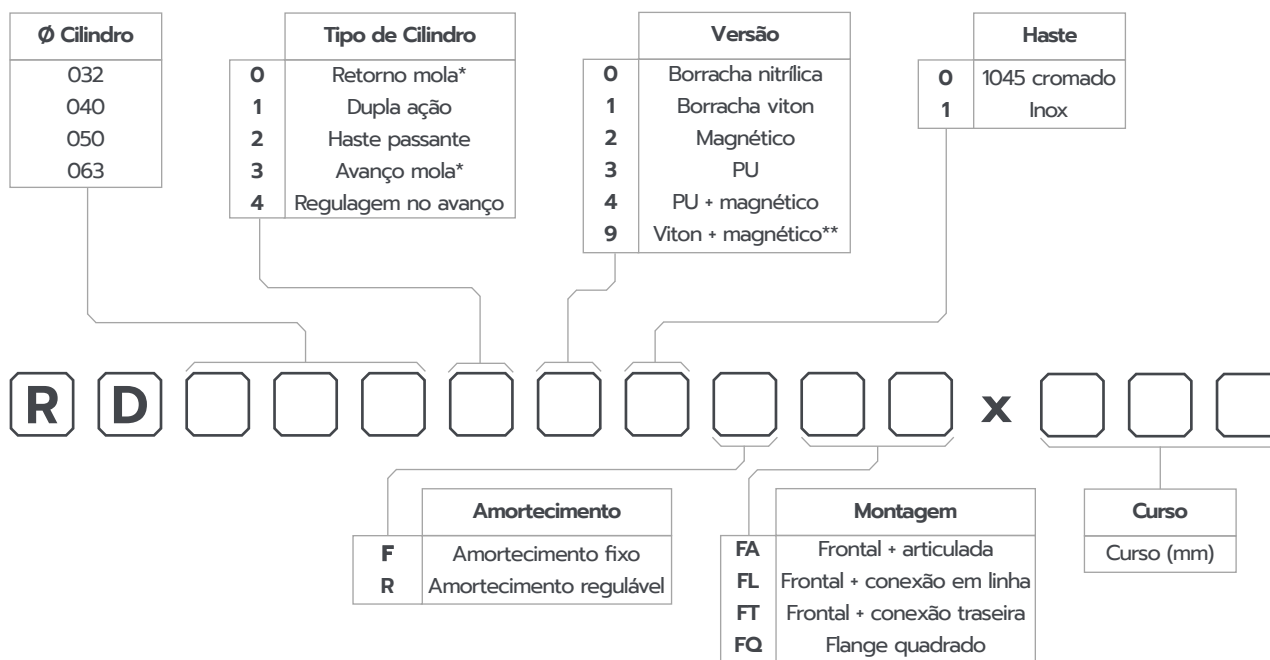 Ø Cilindro
032
040
050
063
Tipo de Cilindro
0 Retorno mola*
1 Dupla ação
2 Haste passante
3 Avanço mola*
4 Regulagem no avanço
Versão
0 Borracha nitrílica
1 Borracha viton
2 Magnético
3 PU
4 PU + magnético
9 Viton + magnético**
Haste
0 1045 cromado
1 Inox
R D x
Amortecimento
F Amortecimento fixo
R Amortecimento regulável
Montagem
FA Frontal + articulada
FL Frontal + conexão em linha
FT Frontal + conexão traseira
FQ Flange quadrado
Curso
Curso (mm)